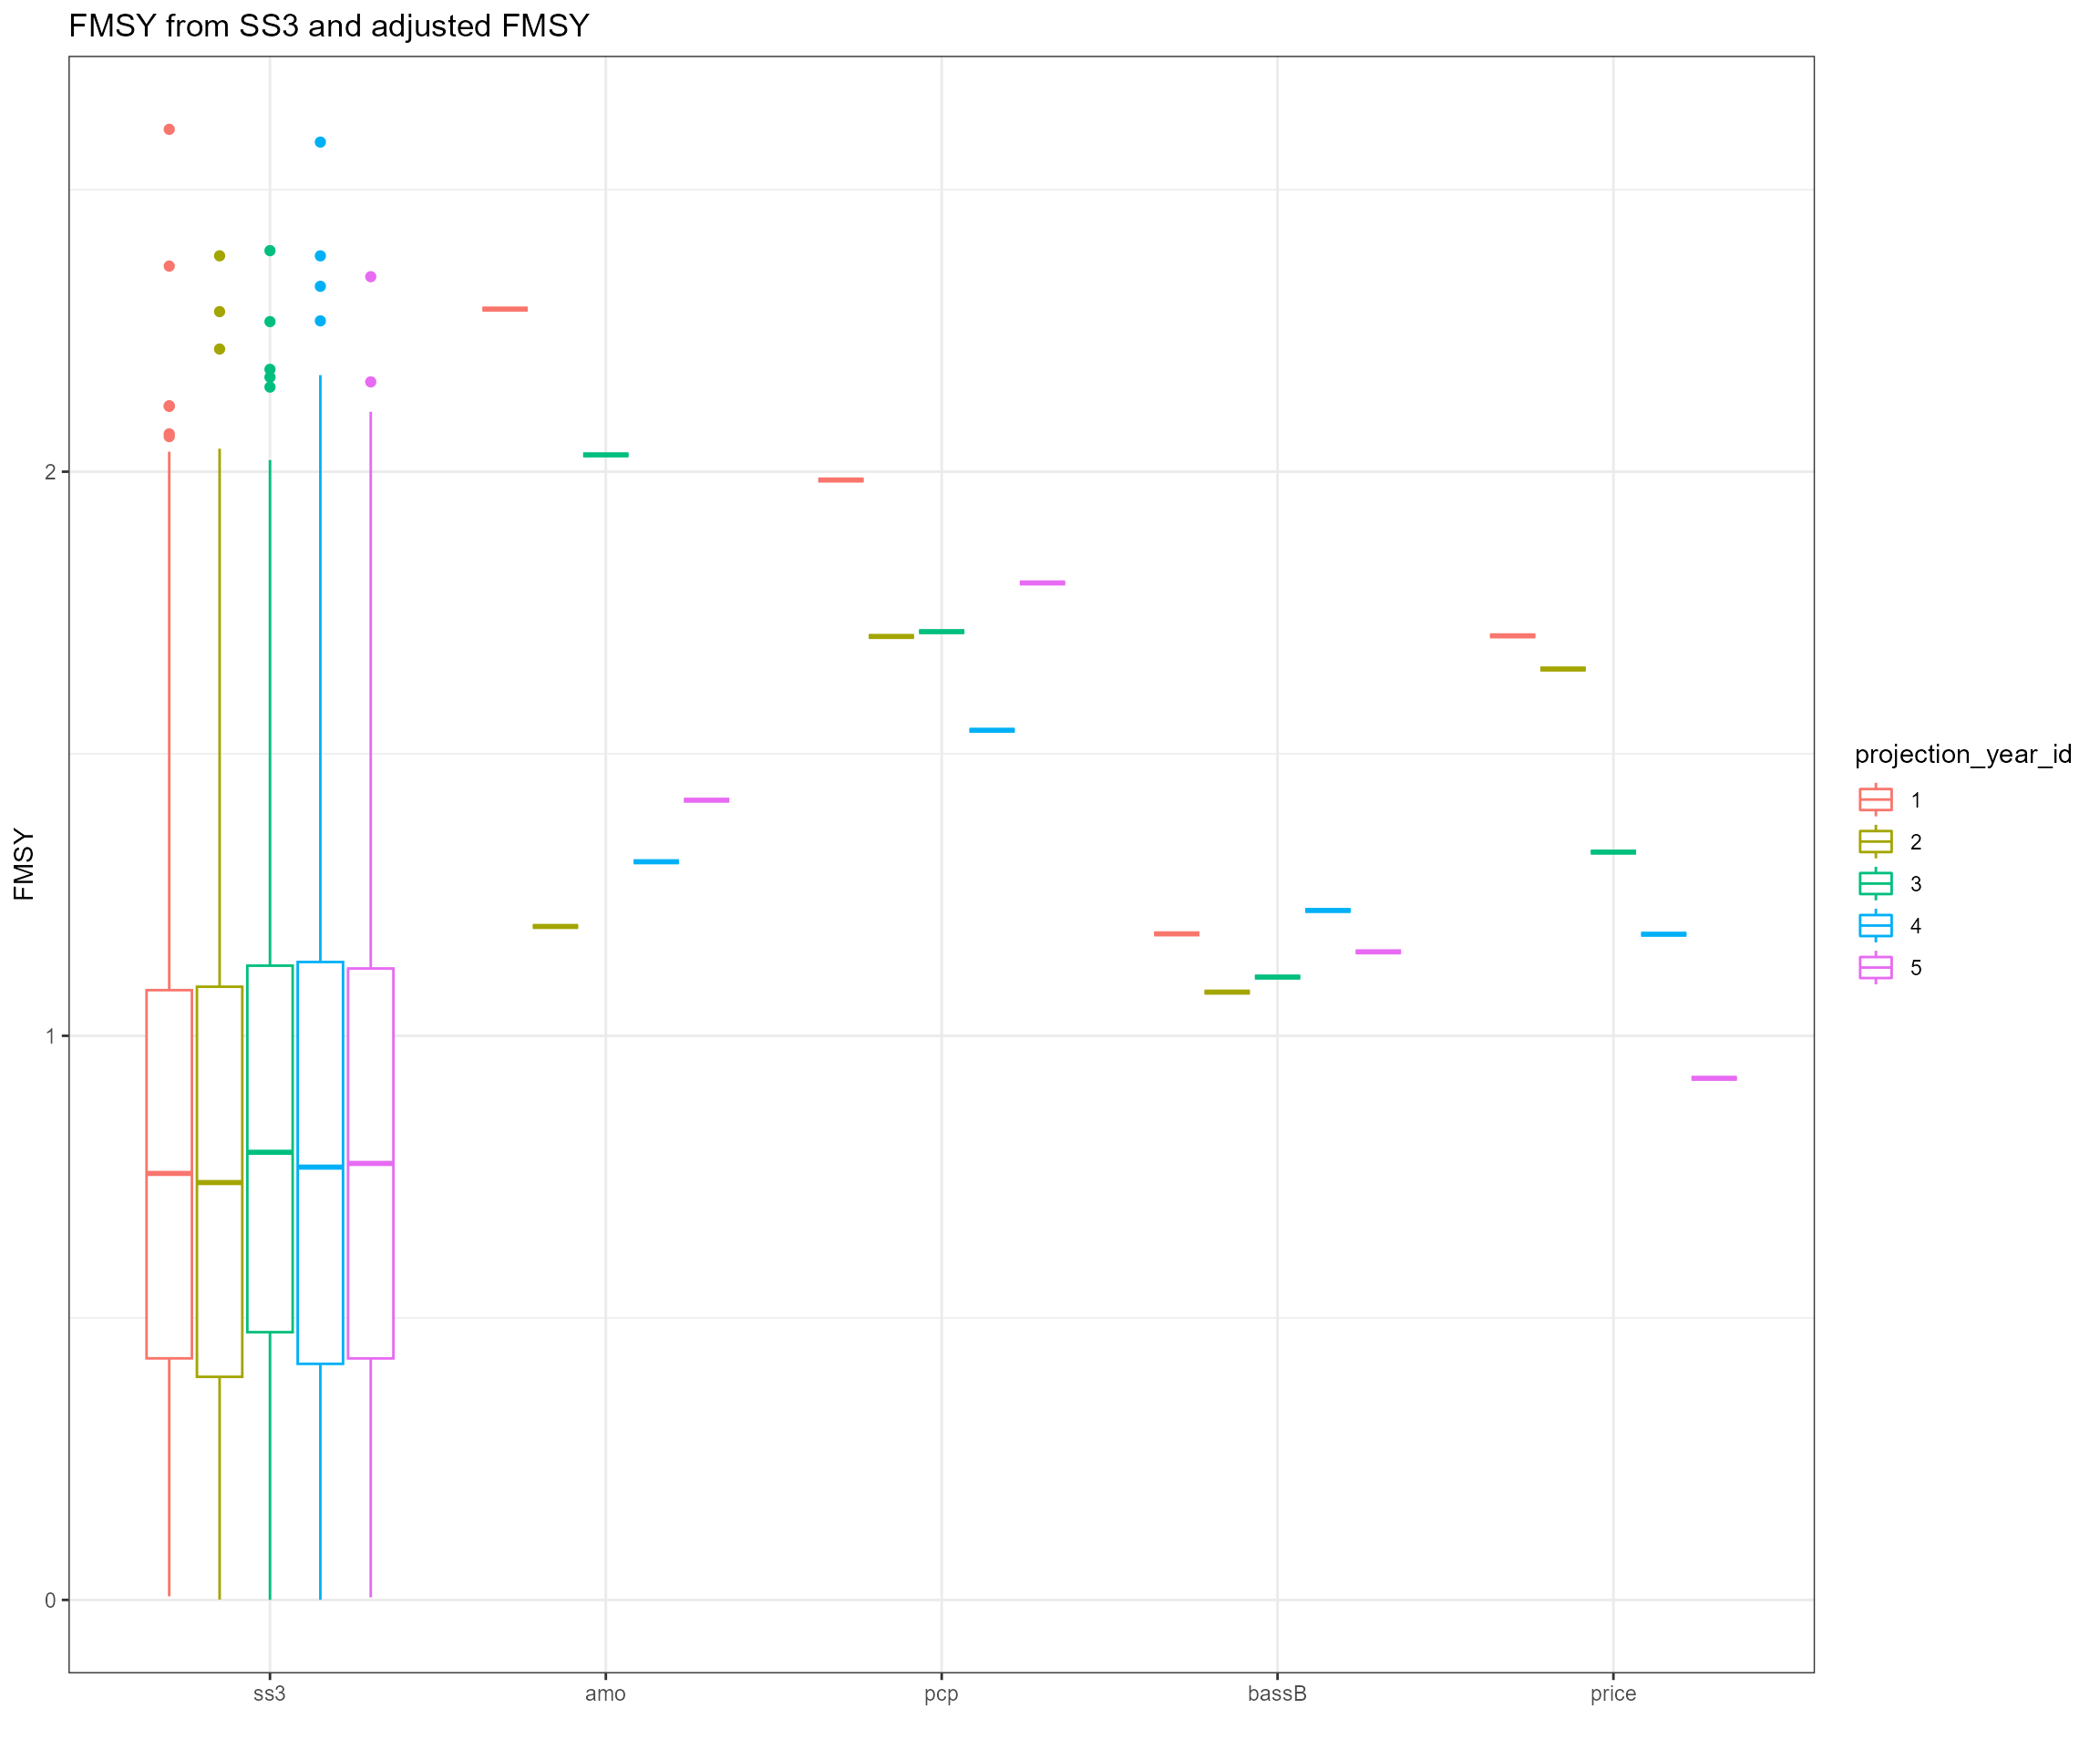 FMSY from SS3 and adjusted FMSY
FMSY
2
1
0
ss3 amo pcp bassB price
projection_year_id
1
2
3
4
5